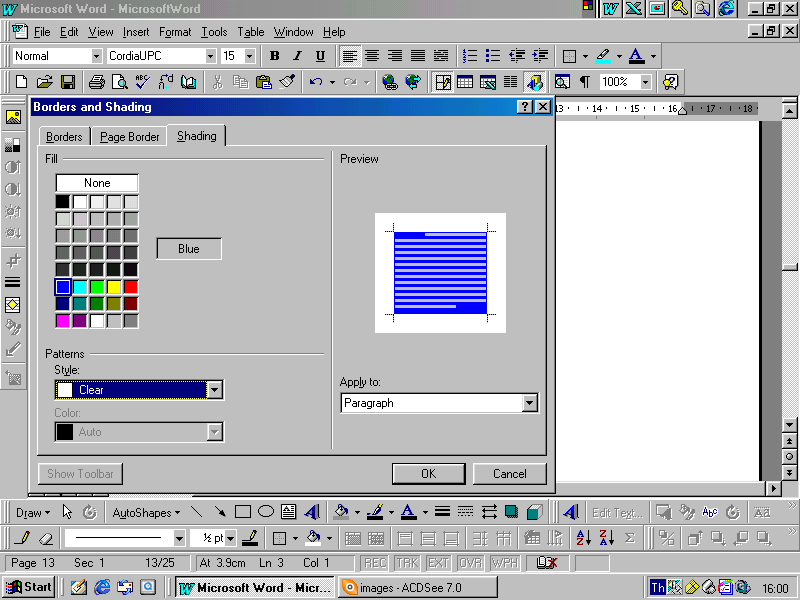 Microsoft Word - MicrosoftWord
File Edit View Insert Format Tools Table Window Help
Normal CordiaUPC 15 B I U
100%
Borders and Shading
13 14 15 16 17 18
Borders Page Border Shading
Fill
None
Blue
Preview
Patterns
Style:
Clear
Color:
Auto
Apply to:
Paragraph
Show Toolbar OK Cancel
Draw AutoShapes Edit Text... Abc
½ pt
Page 13 Sec 1 13/25 At 3.9cm Ln 3 Col 1 REC TRK EXT OVR WPH
Start Microsoft Word - Micr... images - ACDSee 7.0 Th 16:00